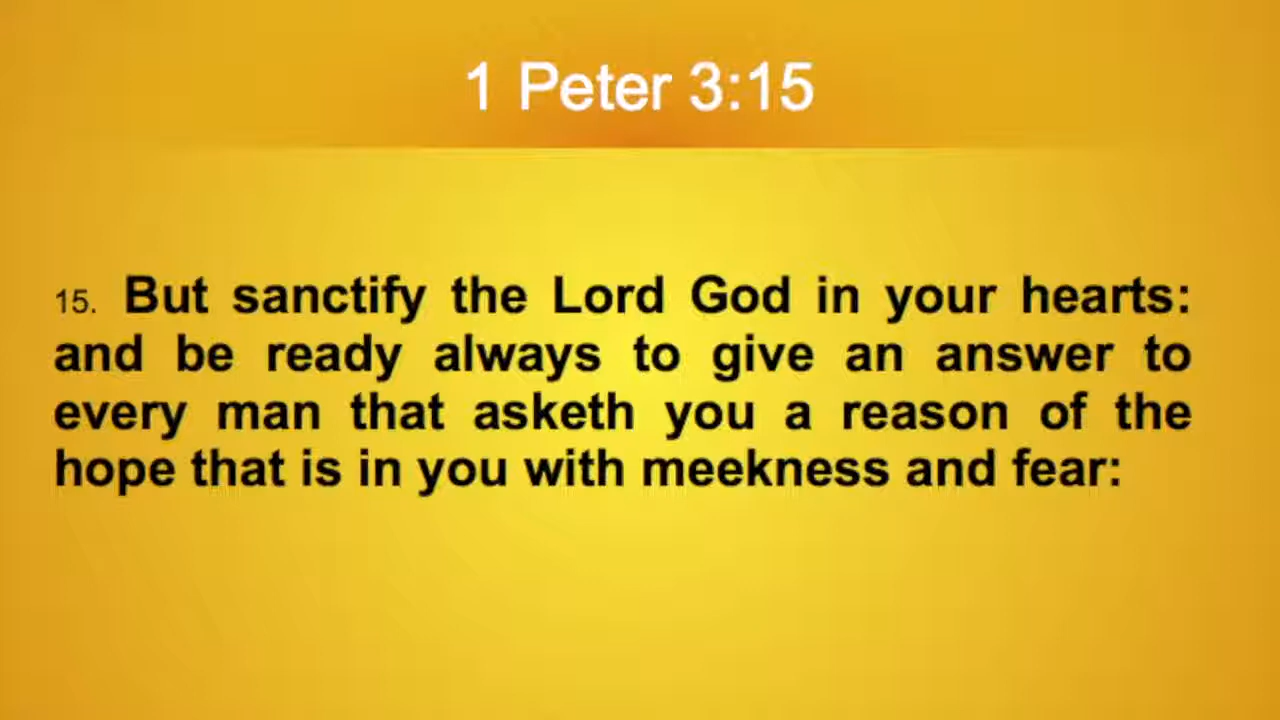 1 Peter 3:15
15. But sanctify the Lord God in your hearts:
and be ready always to give an answer to
every man that asketh you a reason of the
hope that is in you with meekness and fear: